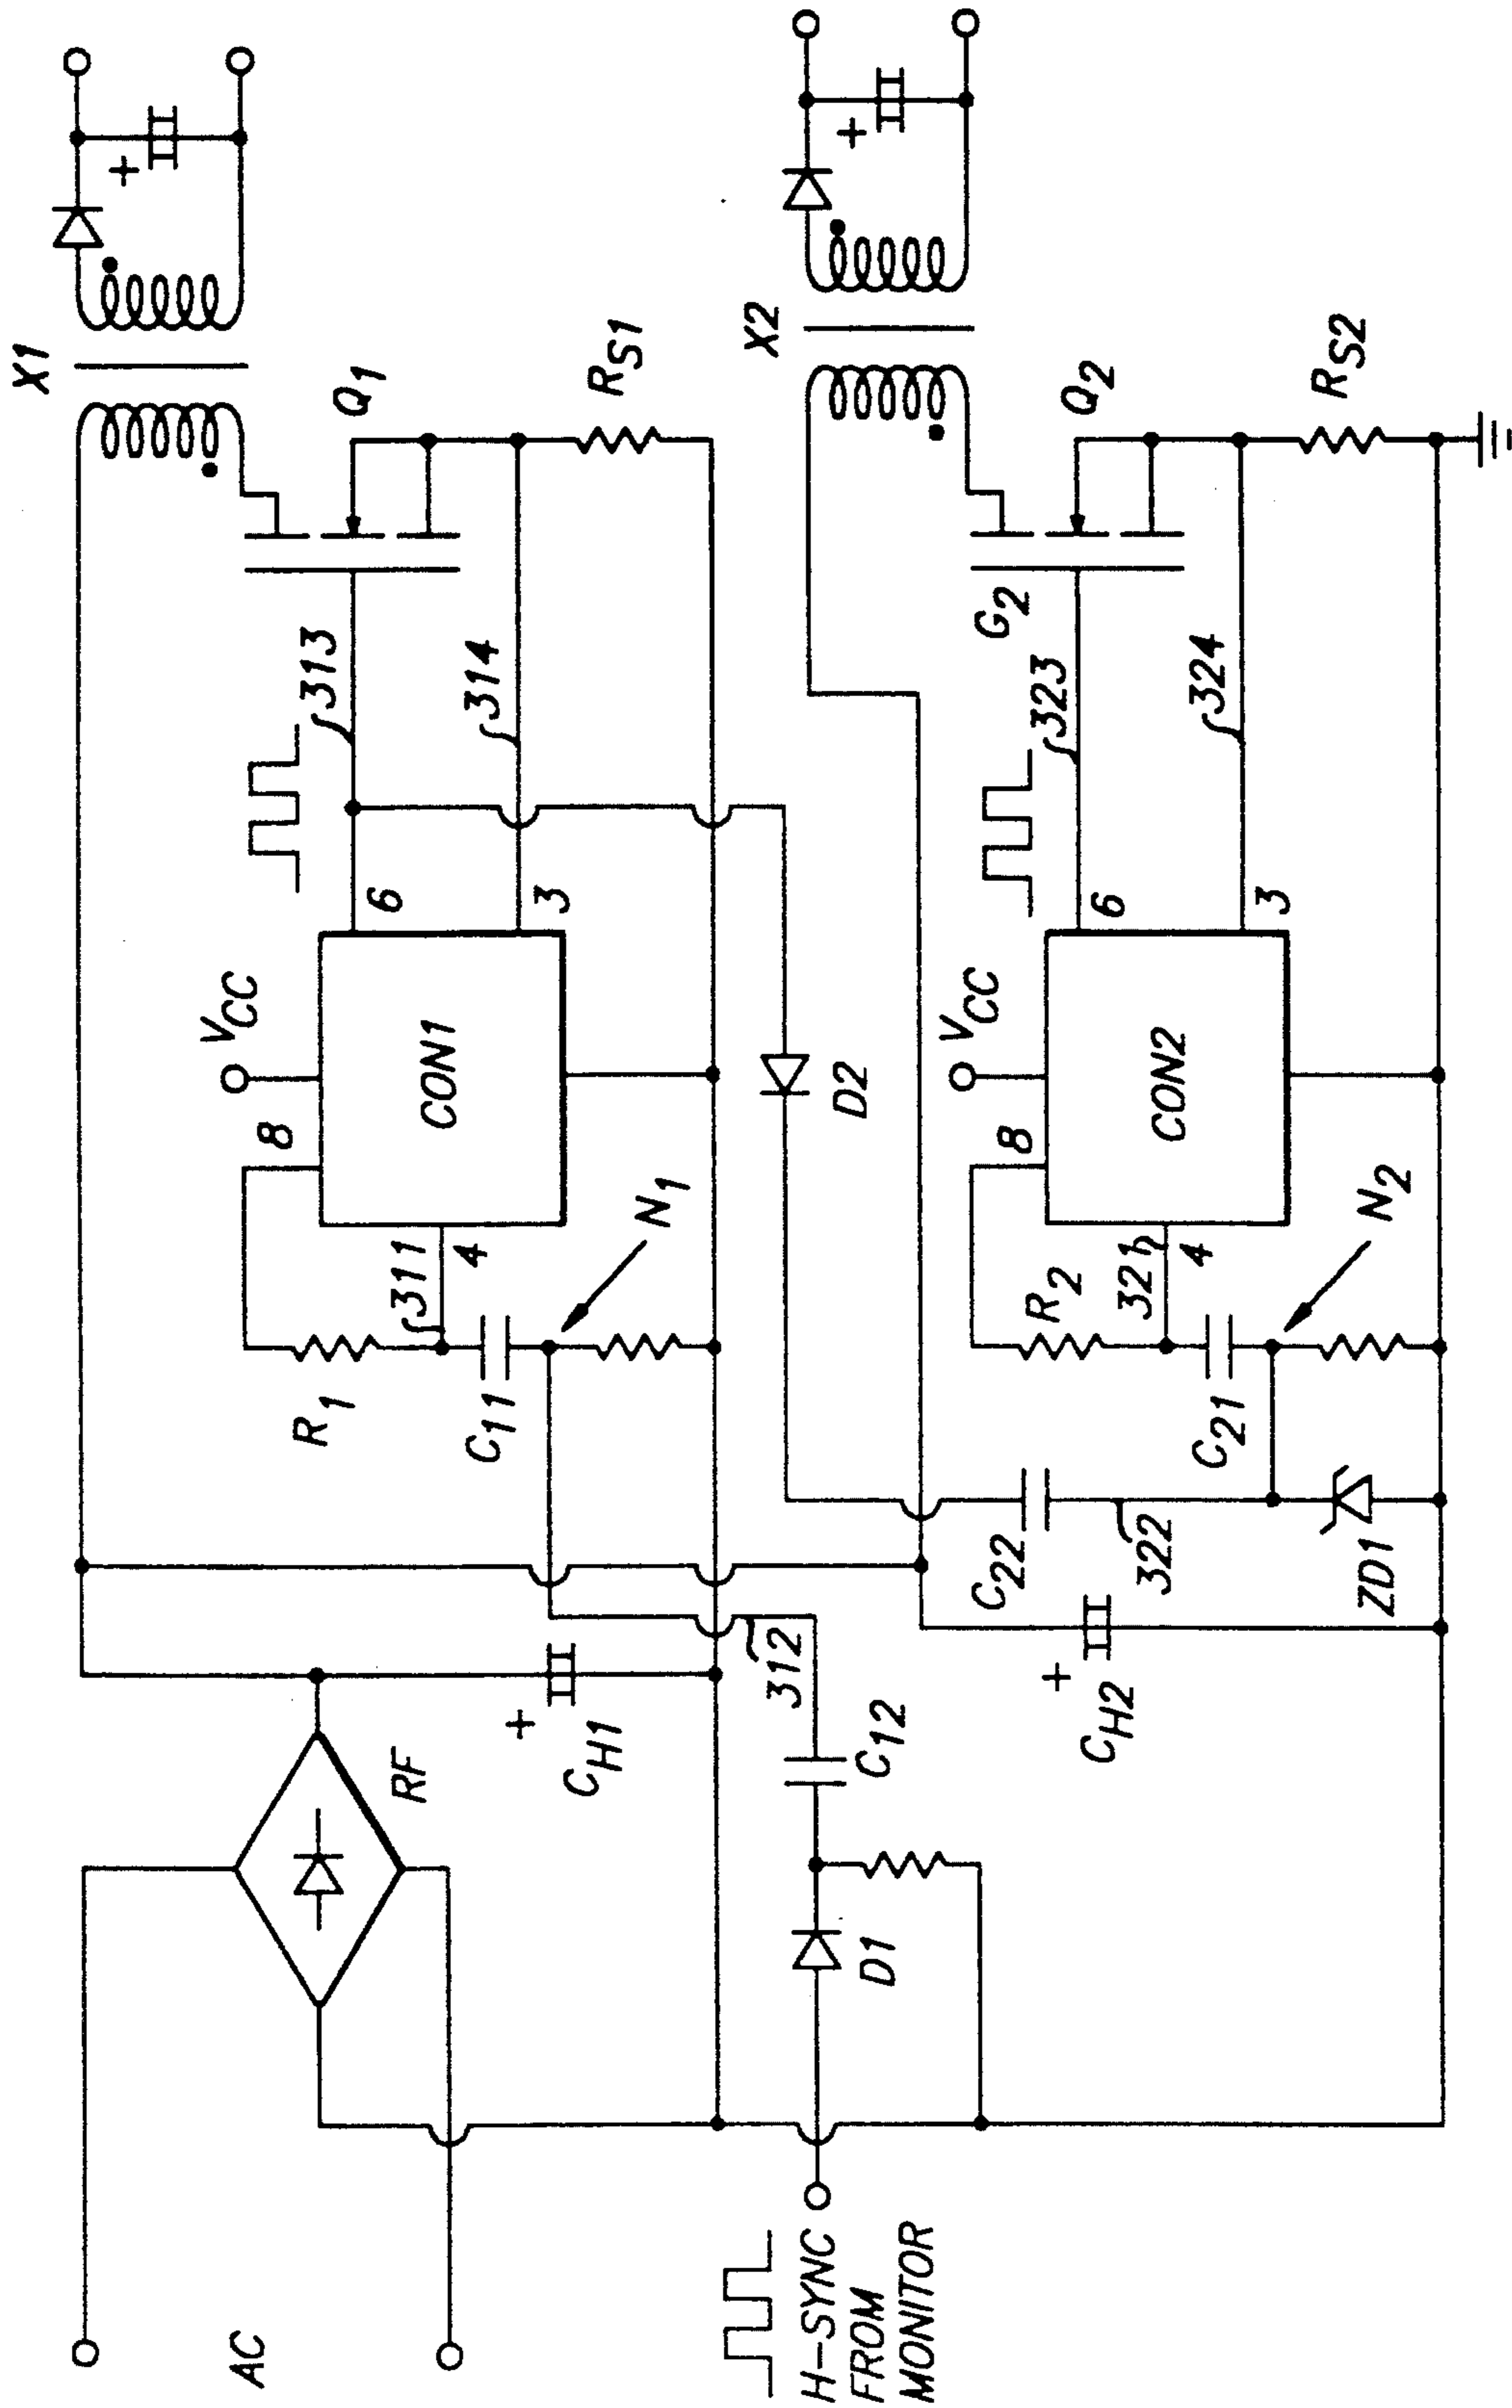 AC
RF
+
C_H1
H-SYNC
FROM
MONITOR
D1
C12
312
R1
C11
311
4
N1
8
VCC
CON1
6
3
313
314
Q1
RS1
X1
+
D2
+
CH2
C22
322
ZD1
C21
R2
321
4
N2
8
VCC
CON2
6
3
323
324
G2
Q2
RS2
X2
+